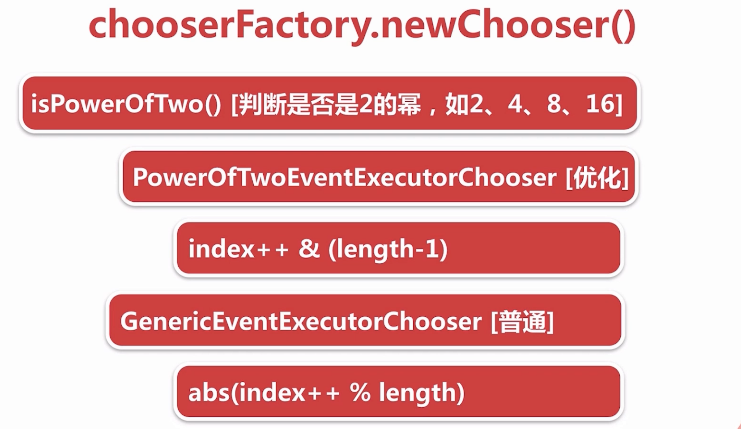 chooserFactory.newChooser()
isPowerOfTwo() [判断是否是2的幂，如2、4、8、16]
PowerOfTwoEventExecutorChooser [优化]
index++ & (length-1)
GenericEventExecutorChooser [普通]
abs(index++ % length)